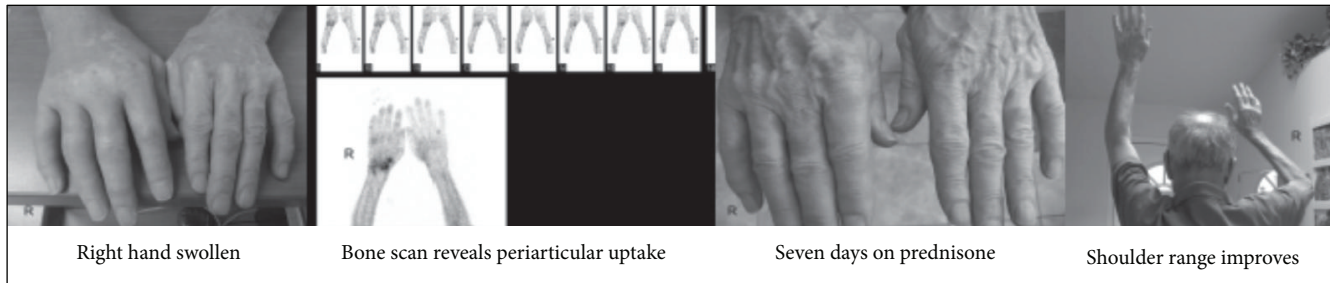 R
R
R
R
Right hand swollen
Bone scan reveals periarticular uptake
Seven days on prednisone
Shoulder range improves